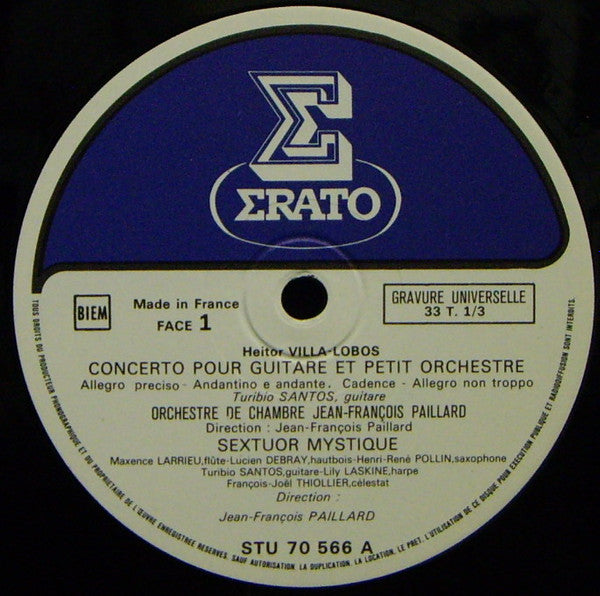 Σ
ΣRATO
BIEM
Made in France
FACE 1
GRAVURE UNIVERSELLE
33 T. 1/3
Heitor VILLA-LOBOS
CONCERTO POUR GUITARE ET PETIT ORCHESTRE
Allegro preciso - Andantino e andante. Cadence - Allegro non troppo
Turibio SANTOS, guitare
ORCHESTRE DE CHAMBRE JEAN-FRANÇOIS PAILLARD
Direction : Jean-François Paillard
SEXTUOR MYSTIQUE
Maxence LARRIEU,flûte-Lucien DEBRAY,hautbois-Henri-René POLLIN,saxophone
Turibio SANTOS,guitare-Lily LASKINE,harpe
François-Joël THIOLLIER,célestat
Direction :
Jean-François PAILLARD
STU 70 566 A
TOUS DROITS DU PRODUCTEUR PHONOGRAPHIQUE ET DU PROPRIETAIRE DE L'ŒUVRE ENREGISTREE RESERVES. SAUF AUTORISATION, LA DUPLICATION, LA LOCATION, LE PRET, L'UTILISATION DE CE DISQUE POUR EXECUTION PUBLIQUE ET RADIODIFFUSION SONT INTERDITS.